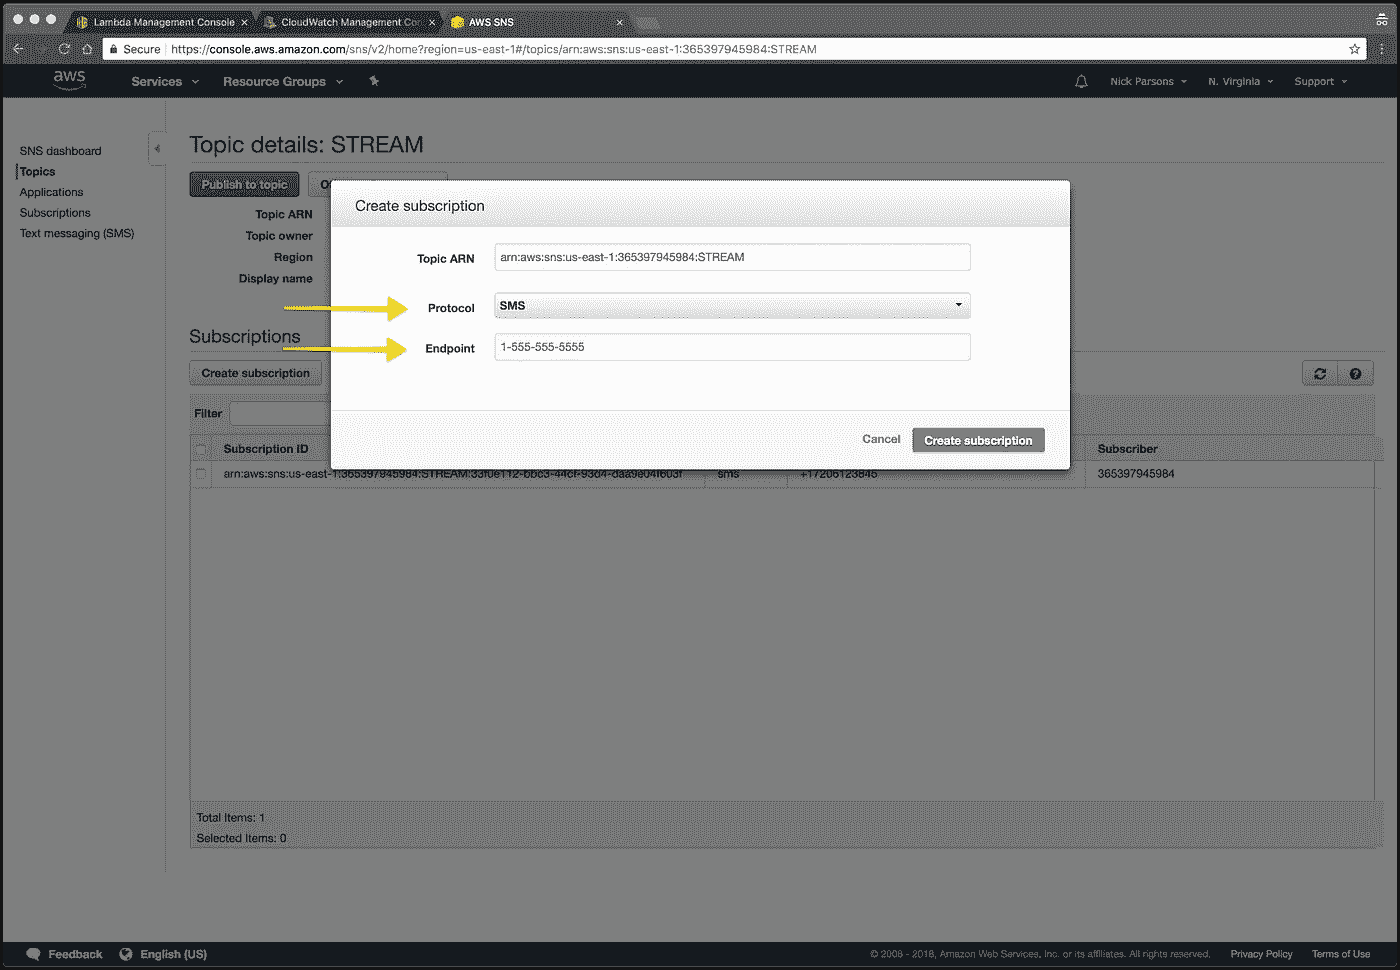 Lambda Management Console
CloudWatch Management Con
AWS SNS
Secure
https://console.aws.amazon.com/sns/v2/home?region=us-east-1#/topics/arn:aws:sns:us-east-1:365397945984:STREAM
aws
Services
Resource Groups
Nick Parsons
N. Virginia
Support
SNS dashboard
Topics
Applications
Subscriptions
Text messaging (SMS)
Topic details: STREAM
Publish to topic
Topic ARN
Topic owner
Region
Display name
Create subscription
Topic ARN
arn:aws:sns:us-east-1:365397945984:STREAM
Protocol
SMS
Endpoint
1-555-555-5555
Cancel
Create subscription
Subscriptions
Create subscription
Filter
Subscription ID
Subscriber
arn:aws:sns:us-east-1:365397945984:STREAM:33f0e112-bbc3-44cf-93d4-daa9e04f603f
sms
+17206123845
365397945984
Total Items: 1
Selected Items: 0
Feedback
English (US)
© 2008 - 2018, Amazon Web Services, Inc. or its affiliates. All rights reserved.
Privacy Policy
Terms of Use